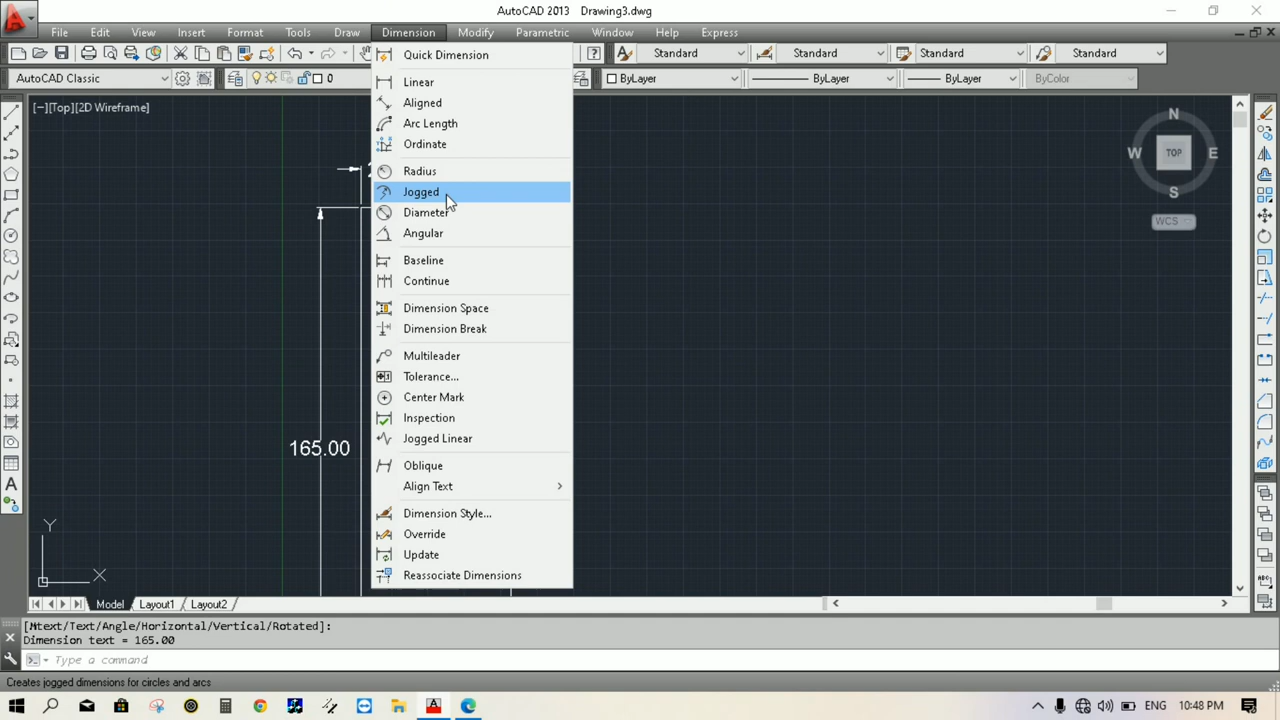 AutoCAD 2013 Drawing3.dwg
File Edit View Insert Format Tools Draw Dimension Modify Parametric Window Help Express
Standard Standard Standard Standard
AutoCAD Classic 0 ByLayer ByLayer ByLayer ByColor
[−][Top][2D Wireframe]
Quick Dimension
Linear
Aligned
Arc Length
Ordinate
Radius
Jogged
Diameter
Angular
Baseline
Continue
Dimension Space
Dimension Break
Multileader
Tolerance...
Center Mark
Inspection
Jogged Linear
Oblique
Align Text
Dimension Style...
Override
Update
Reassociate Dimensions
N
W TOP E
S
WCS
165.00
Y
X
Model Layout1 Layout2
[Mtext/Text/Angle/Horizontal/Vertical/Rotated]:
Dimension text = 165.00
Type a command
Creates jogged dimensions for circles and arcs
ENG 10:48 PM